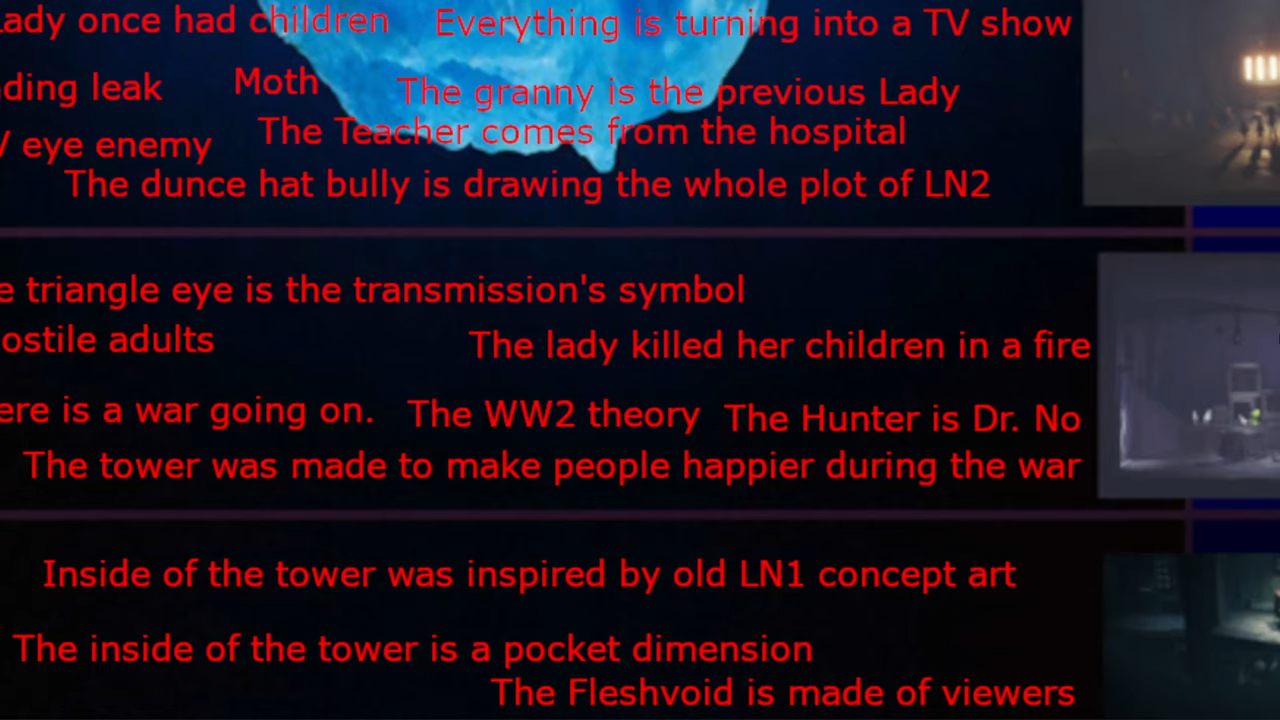 Lady once had children Everything is turning into a TV show
ding leak Moth The granny is the previous Lady
eye enemy The Teacher comes from the hospital
The dunce hat bully is drawing the whole plot of LN2
e triangle eye is the transmission's symbol
ostile adults The lady killed her children in a fire
ere is a war going on. The WW2 theory The Hunter is Dr. No
The tower was made to make people happier during the war
Inside of the tower was inspired by old LN1 concept art
The inside of the tower is a pocket dimension
The Fleshvoid is made of viewers